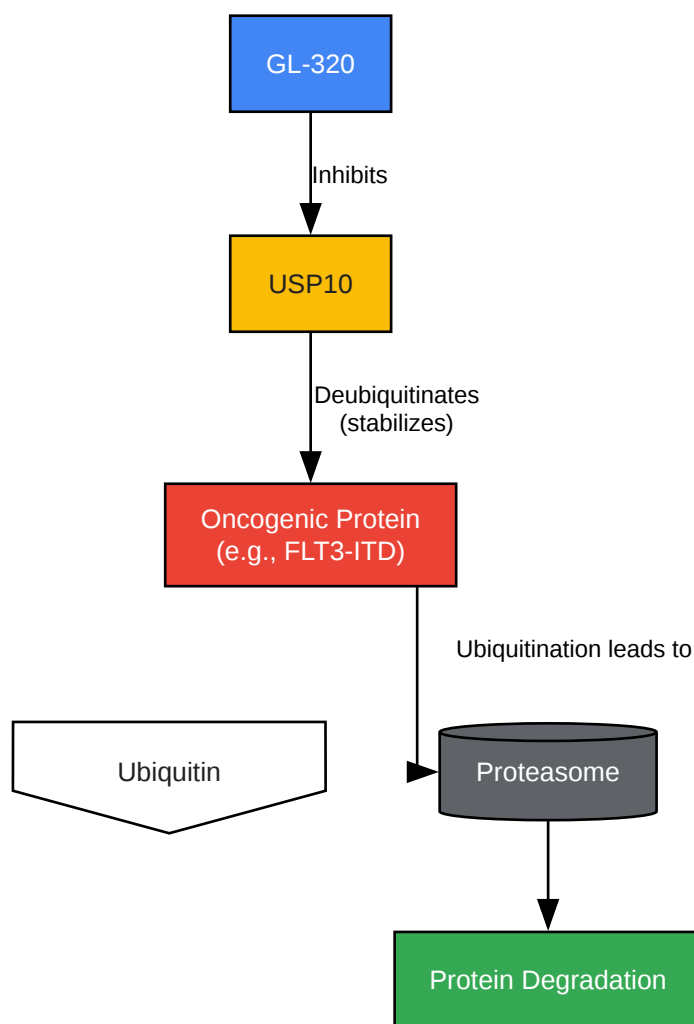 GL-320
Inhibits
USP10
Deubiquitinates
(stabilizes)
Oncogenic Protein
(e.g., FLT3-ITD)
Ubiquitination leads to
Ubiquitin
Proteasome
Protein Degradation